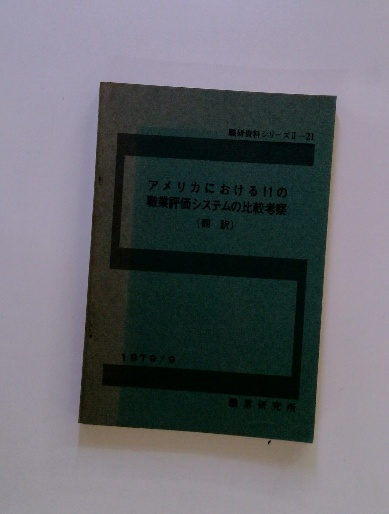 職研資料シリーズⅡ—21
アメリカにおける11の
職業評価システムの比較考察
(翻訳)
1979/9
職業研究所